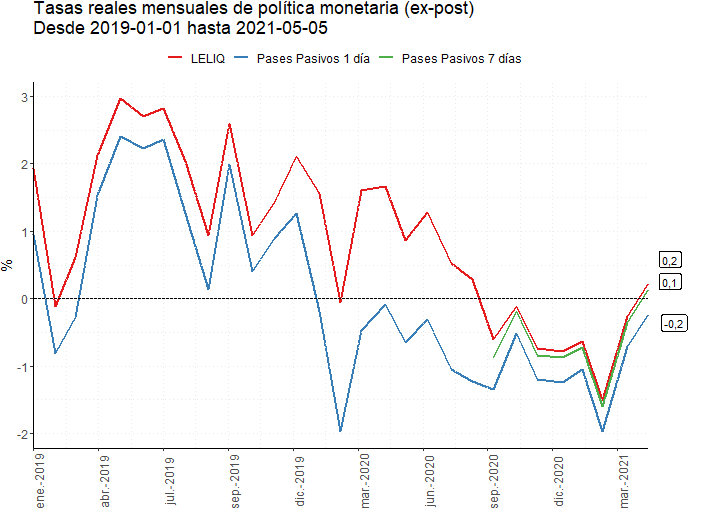 Tasas reales mensuales de política monetaria (ex-post)
Desde 2019-01-01 hasta 2021-05-05
LELIQ Pases Pasivos 1 día Pases Pasivos 7 días
%
3
2
1
0
-1
-2
0,2
0,1
-0,2
ene.-2019
abr.-2019
jul.-2019
sep.-2019
dic.-2019
mar.-2020
jun.-2020
sep.-2020
dic.-2020
mar.-2021